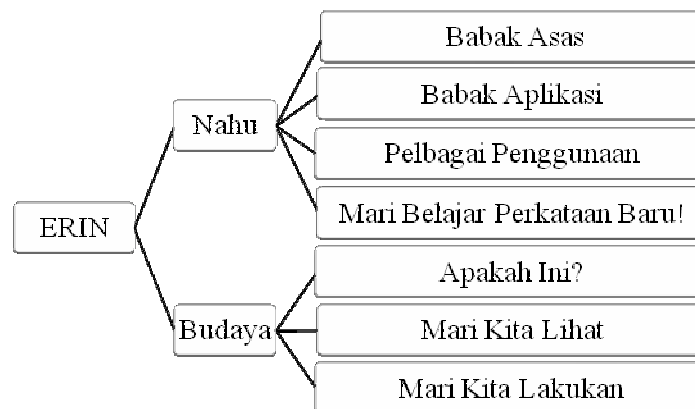 ERIN
Nahu
Babak Asas
Babak Aplikasi
Pelbagai Penggunaan
Mari Belajar Perkataan Baru!
Budaya
Apakah Ini?
Mari Kita Lihat
Mari Kita Lakukan